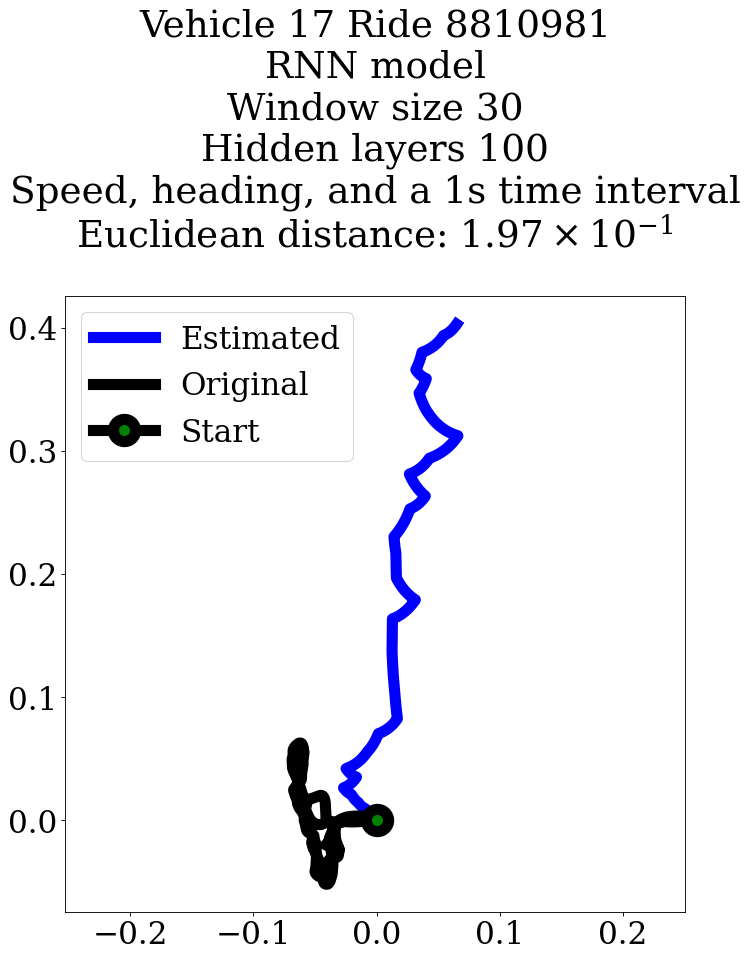 Vehicle 17 Ride 8810981
RNN model
Window size 30
Hidden layers 100
Speed, heading, and a 1s time interval
Euclidean distance: 1.97 × 10⁻¹
Estimated
Original
Start
0.4
0.3
0.2
0.1
0.0
−0.2 −0.1 0.0 0.1 0.2